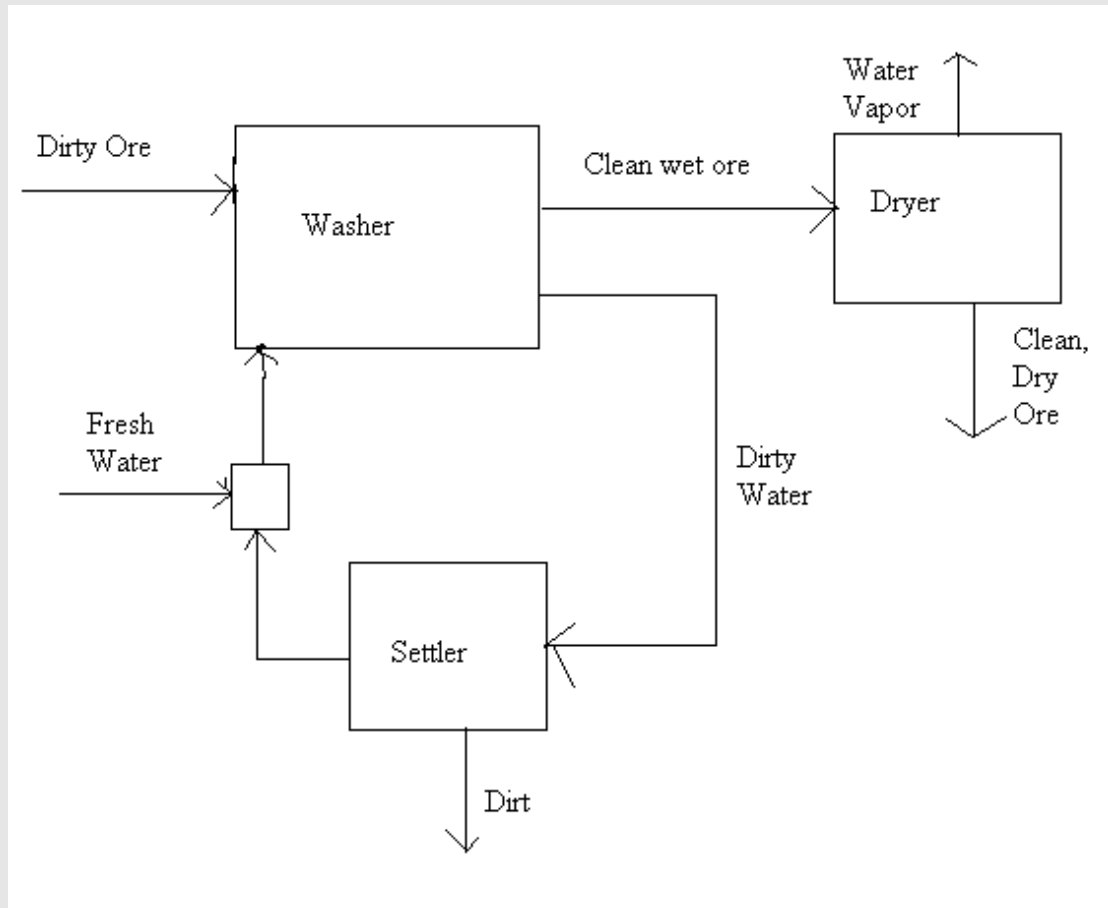 Dirty Ore
Washer
Clean wet ore
Water
Vapor
Dryer
Clean,
Dry
Ore
Fresh
Water
Dirty
Water
Settler
Dirt